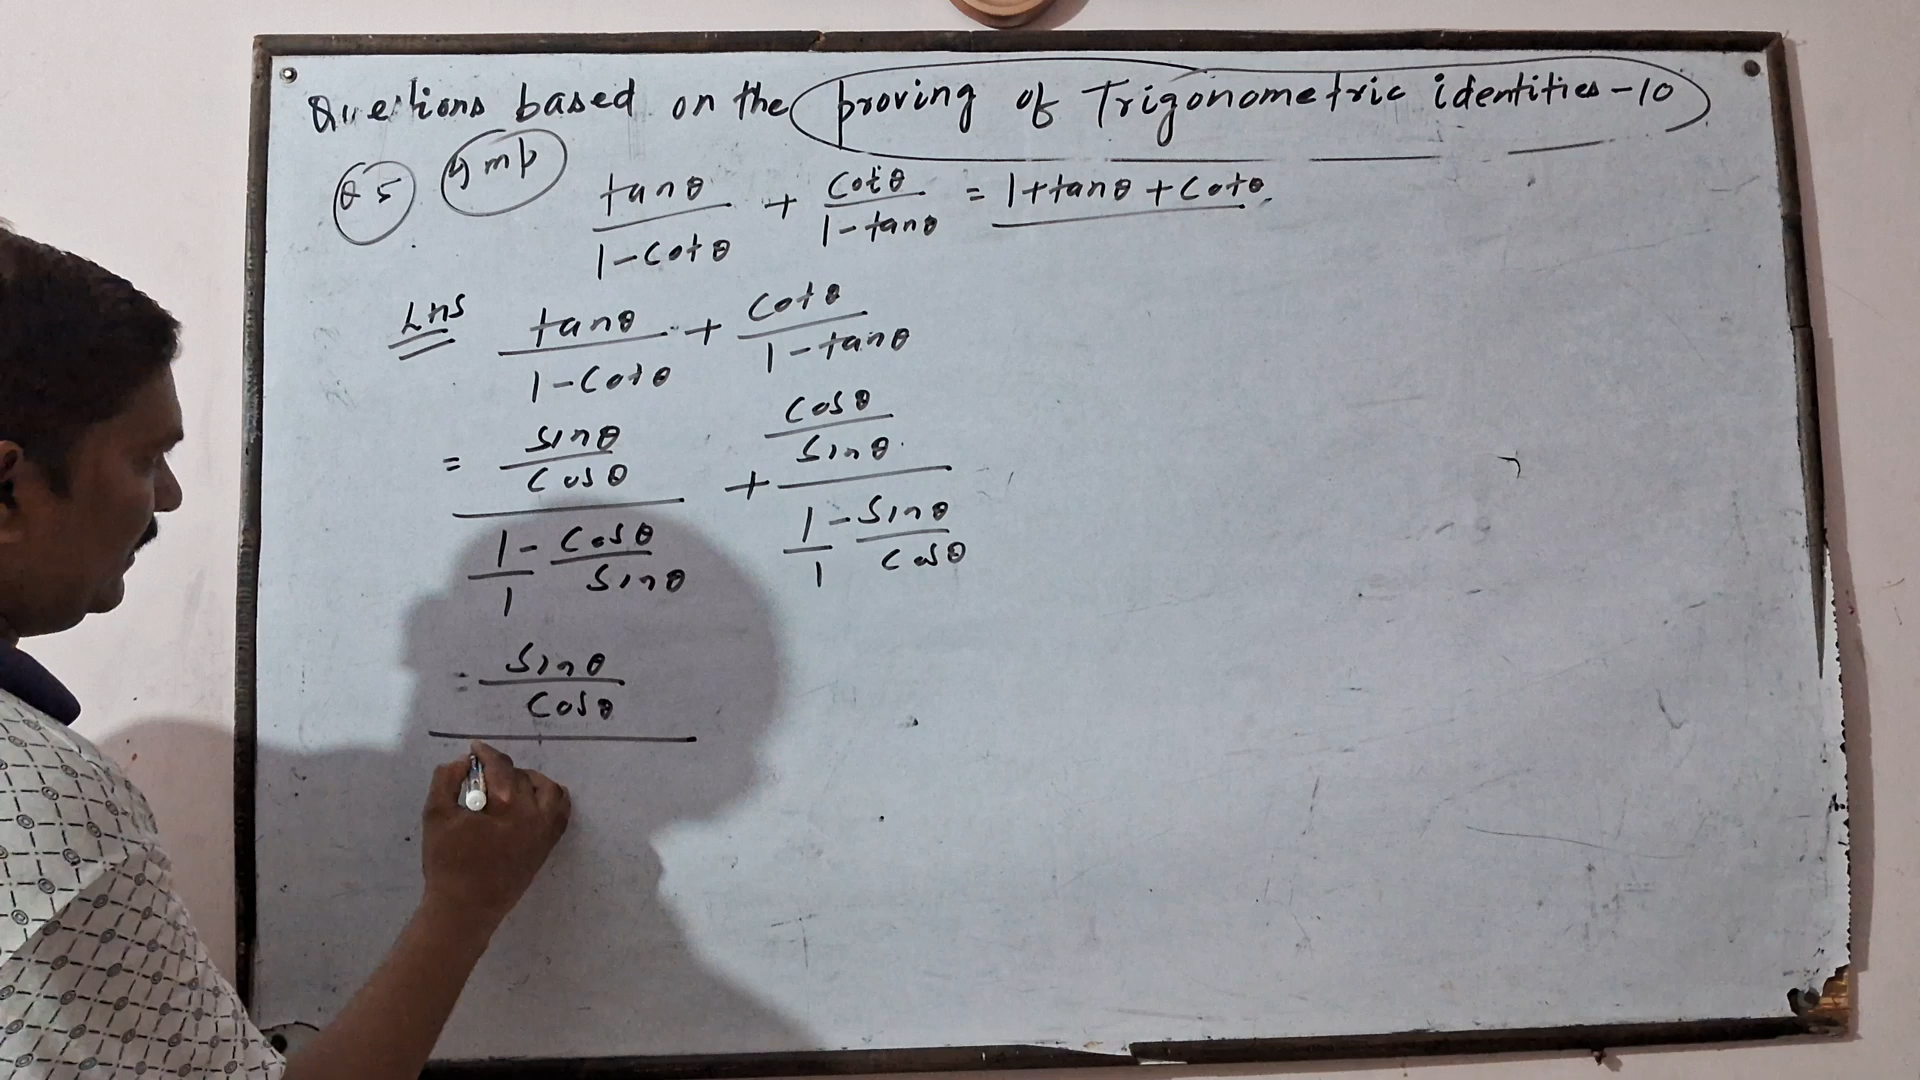 Questions based on the proving of Trigonometric identities-10
Q5 Imp tanθ/1-Cotθ + Cotθ/1-tanθ = 1+tanθ+Cotθ.
LHS tanθ/1-Cotθ + Cotθ/1-tanθ
= sinθ/Cosθ / 1/1 - Cosθ/Sinθ + Cosθ/Sinθ / 1/1 - Sinθ/Cosθ
= Sinθ/Cosθ